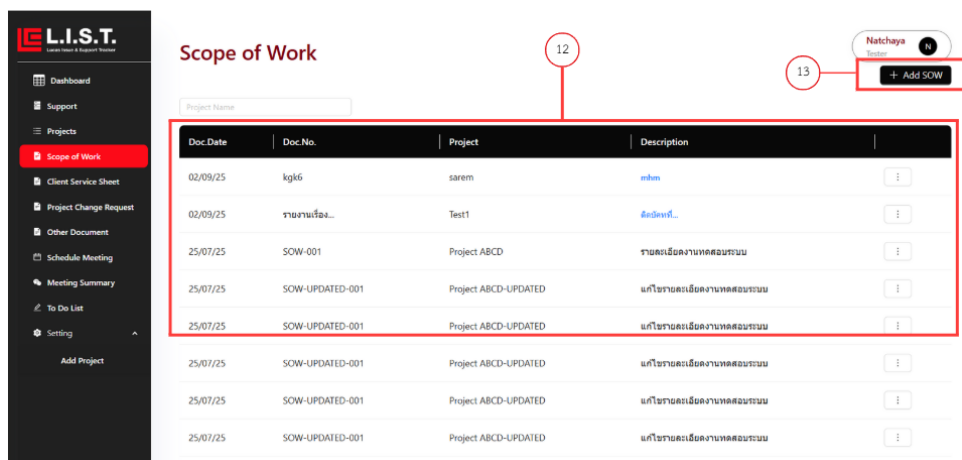 L.I.S.T.
Lunom Issue & Support Tracker
Dashboard
Support
Projects
Scope of Work
Client Service Sheet
Project Change Request
Other Document
Schedule Meeting
Meeting Summary
To Do List
Setting
Add Project
Scope of Work
12
Natchaya
Tester
N
13
+ Add SOW
Project Name
Doc.Date Doc.No. Project Description
02/09/25 kgk6 sarem mhm
02/09/25 รายงานเรื่อง... Test1 ติดบัคที่...
25/07/25 SOW-001 Project ABCD รายละเอียดงานทดสอบระบบ
25/07/25 SOW-UPDATED-001 Project ABCD-UPDATED แก้ไขรายละเอียดงานทดสอบระบบ
25/07/25 SOW-UPDATED-001 Project ABCD-UPDATED แก้ไขรายละเอียดงานทดสอบระบบ
25/07/25 SOW-UPDATED-001 Project ABCD-UPDATED แก้ไขรายละเอียดงานทดสอบระบบ
25/07/25 SOW-UPDATED-001 Project ABCD-UPDATED แก้ไขรายละเอียดงานทดสอบระบบ
25/07/25 SOW-UPDATED-001 Project ABCD-UPDATED แก้ไขรายละเอียดงานทดสอบระบบ